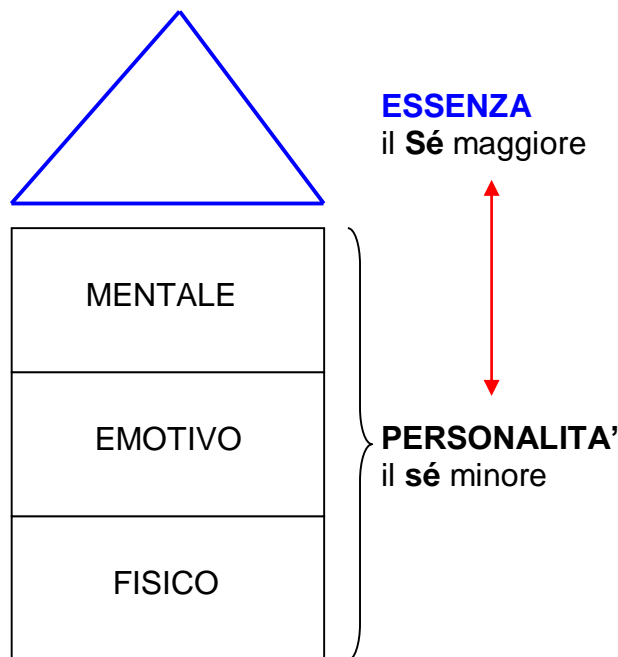 ESSENZA
il Sé maggiore
MENTALE
EMOTIVO
PERSONALITA’
il sé minore
FISICO